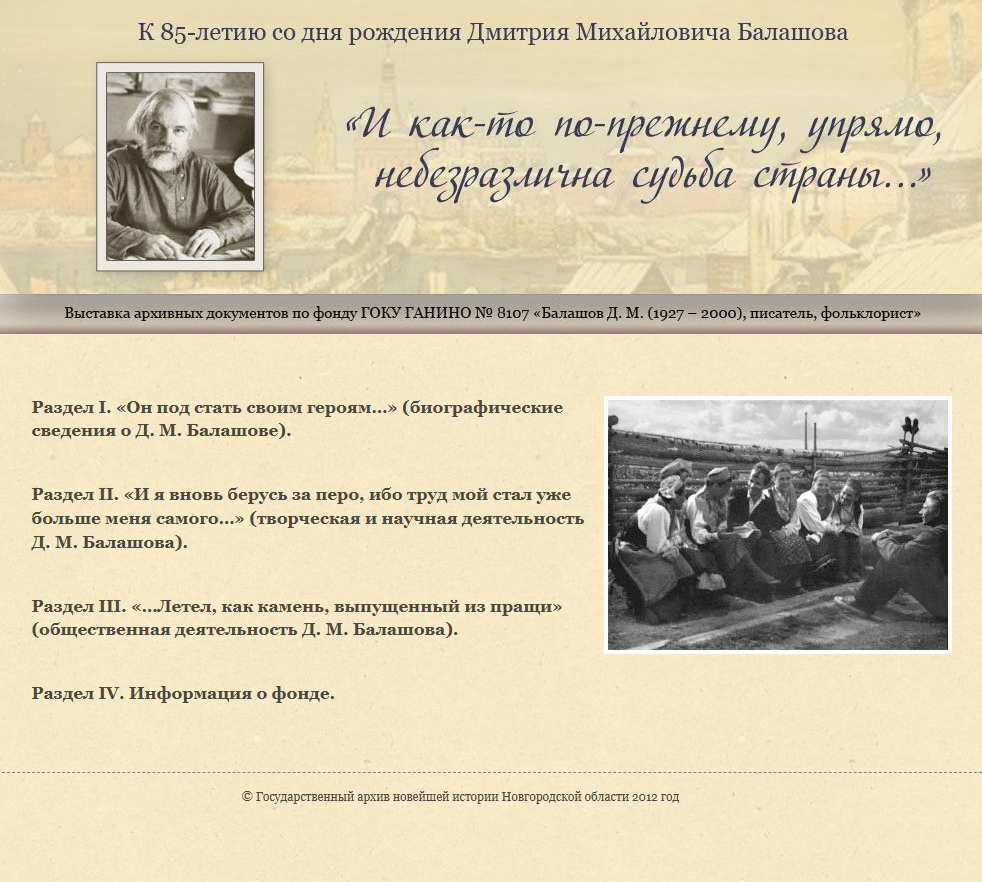 К 85-летию со дня рождения Дмитрия Михайловича Балашова
«И как-то по-прежнему, упрямо,
небезразлична судьба страны...»
Выставка архивных документов по фонду ГОКУ ГАНИНО № 8107 «Балашов Д. М. (1927 – 2000), писатель, фольклорист»
Раздел I. «Он под стать своим героям...» (биографические
сведения о Д. М. Балашове).
Раздел II. «И я вновь берусь за перо, ибо труд мой стал уже
больше меня самого...» (творческая и научная деятельность
Д. М. Балашова).
Раздел III. «...Летел, как камень, выпущенный из пращи»
(общественная деятельность Д. М. Балашова).
Раздел IV. Информация о фонде.
© Государственный архив новейшей истории Новгородской области 2012 год